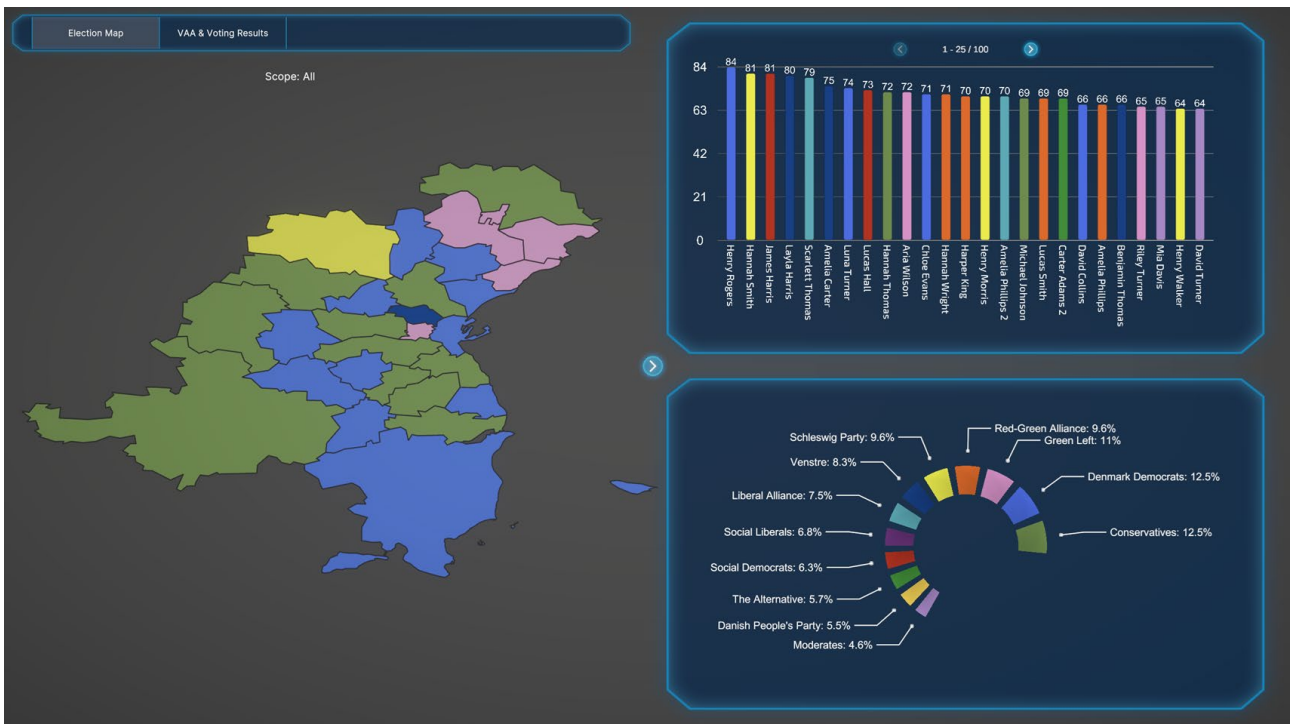 Election Map
VAA & Voting Results
Scope: All
1 - 25 / 100
84
63
42
21
0
84
81
81
80
79
75
74
73
72
72
71
71
70
70
70
69
69
69
66
66
66
65
65
64
64
Henry Rogers
Hannah Smith
James Harris
Layla Harris
Scarlett Thomas
Amelia Carter
Luna Turner
Lucas Hall
Hannah Thomas
Aria Wilson
Chloe Evans
Hannah Wright
Harper King
Henry Morris
Amelia Phillips 2
Michael Johnson
Lucas Smith
Carter Adams 2
David Collins
Amelia Phillips
Benjamin Thomas
Riley Turner
Mia Davis
Henry Walker
David Turner
Red-Green Alliance: 9.6%
Schleswig Party: 9.6%
Green Left: 11%
Venstre: 8.3%
Denmark Democrats: 12.5%
Liberal Alliance: 7.5%
Social Liberals: 6.8%
Conservatives: 12.5%
Social Democrats: 6.3%
The Alternative: 5.7%
Danish People's Party: 5.5%
Moderates: 4.6%